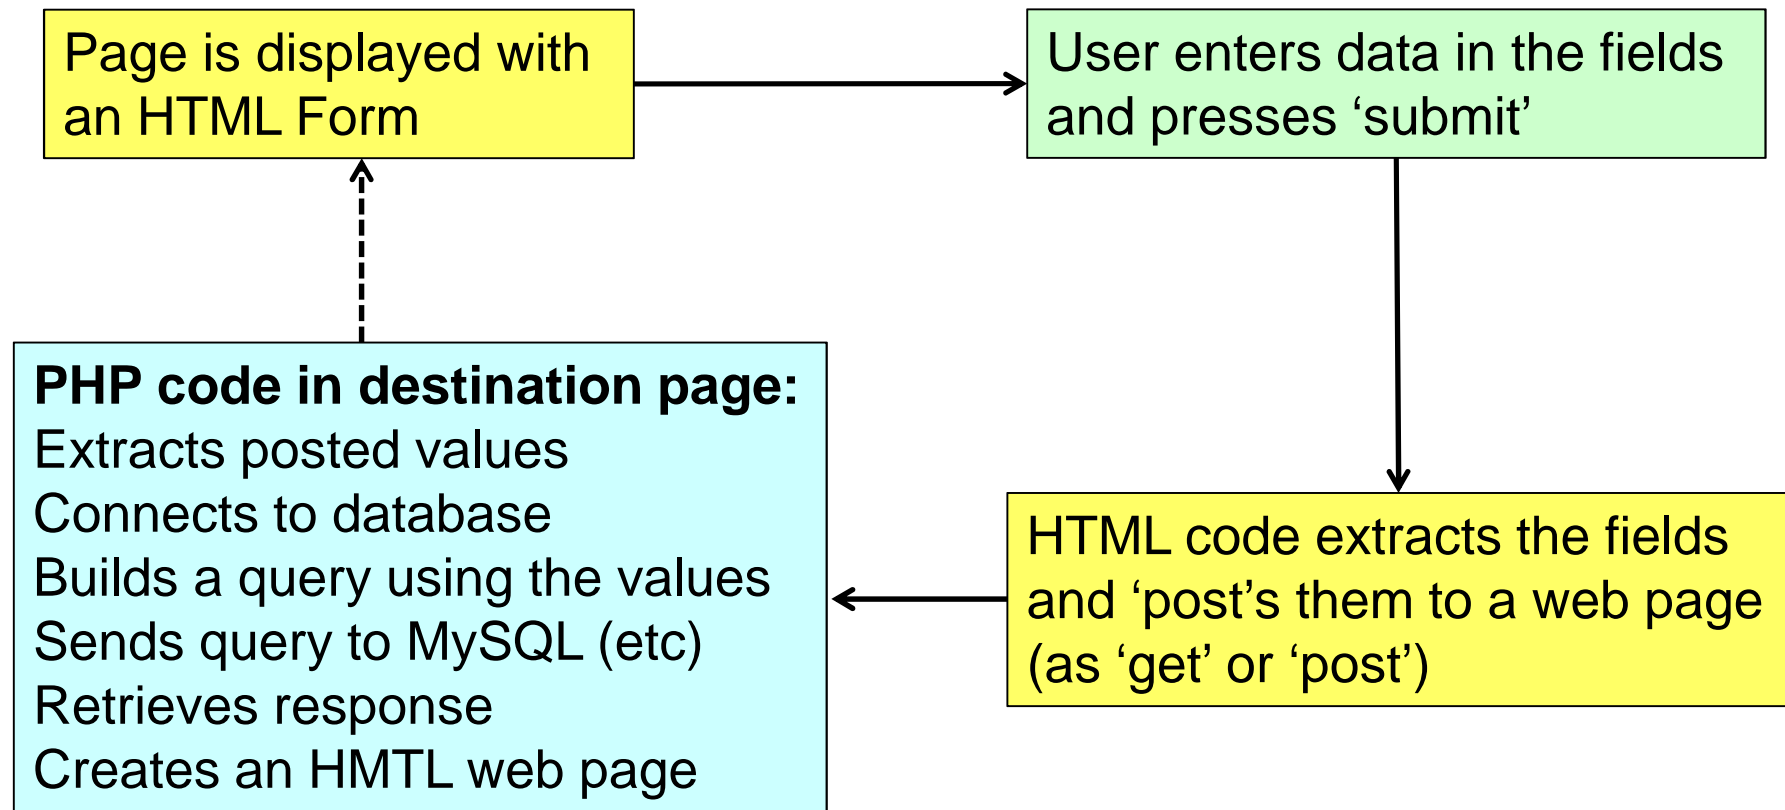 Page is displayed with
an HTML Form
User enters data in the fields
and presses ‘submit’
PHP code in destination page:
Extracts posted values
Connects to database
Builds a query using the values
Sends query to MySQL (etc)
Retrieves response
Creates an HMTL web page
HTML code extracts the fields
and ‘post’s them to a web page
(as ‘get’ or ‘post’)